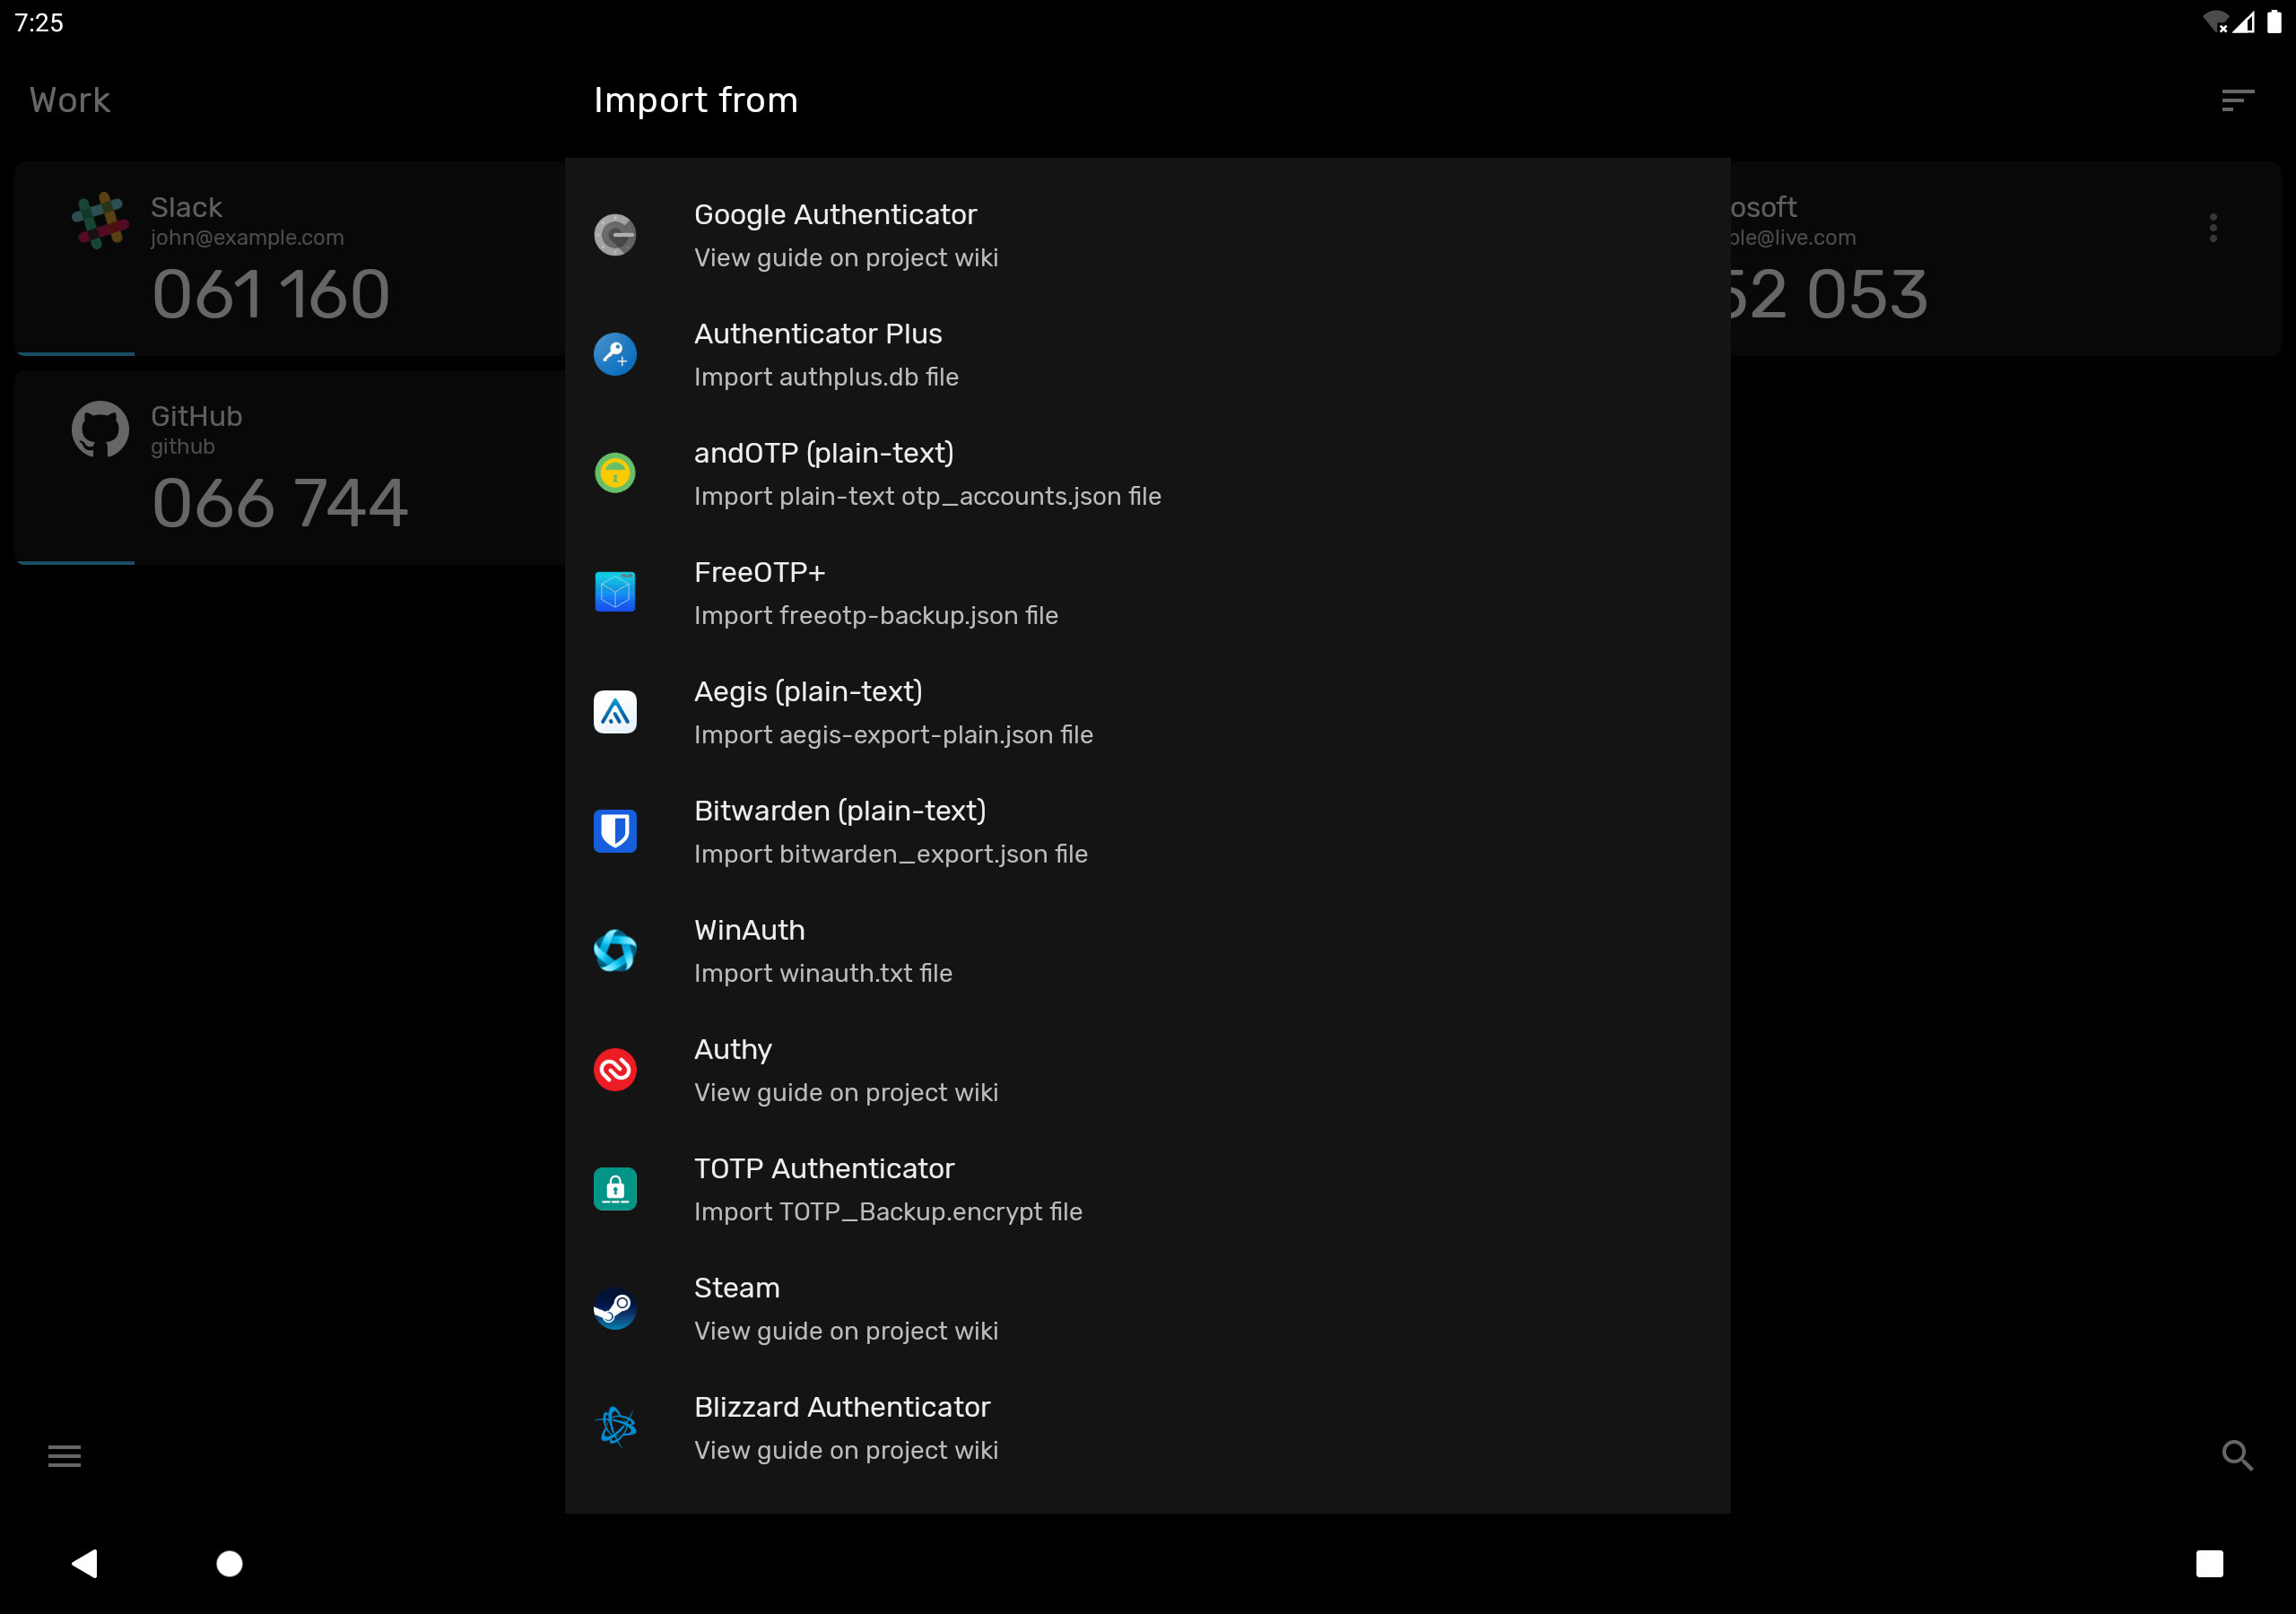 7:25
Work
Import from
Slack
john@example.com
061 160
GitHub
github
066 744
Google Authenticator
View guide on project wiki
Authenticator Plus
Import authplus.db file
andOTP (plain-text)
Import plain-text otp_accounts.json file
FreeOTP+
Import freeotp-backup.json file
Aegis (plain-text)
Import aegis-export-plain.json file
Bitwarden (plain-text)
Import bitwarden_export.json file
WinAuth
Import winauth.txt file
Authy
View guide on project wiki
TOTP Authenticator
Import TOTP_Backup.encrypt file
Steam
View guide on project wiki
Blizzard Authenticator
View guide on project wiki
osoft
ple@live.com
52 053